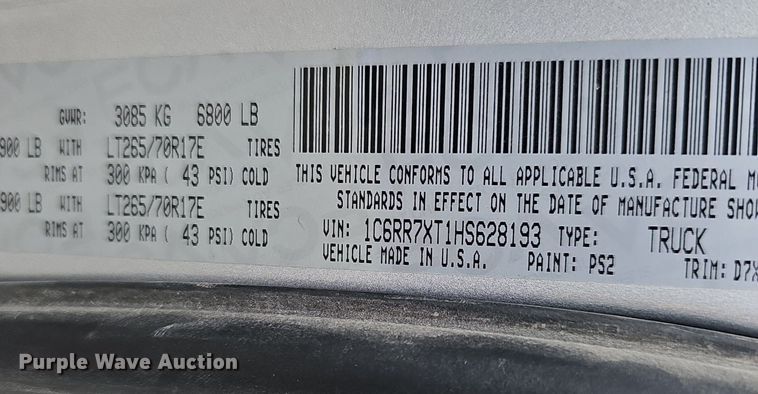 GVWR: 3085 KG 6800 LB
900 LB WITH LT265/70R17E TIRES
RIMS AT 300 KPA ( 43 PSI) COLD
900 LB WITH LT265/70R17E TIRES
RIMS AT 300 KPA ( 43 PSI) COLD
THIS VEHICLE CONFORMS TO ALL APPLICABLE U.S.A. FEDERAL M
STANDARDS IN EFFECT ON THE DATE OF MANUFACTURE SHO
VIN: 1C6RR7XT1HS628193 TYPE: TRUCK
VEHICLE MADE IN U.S.A. PAINT: PS2 TRIM: D7X
Purple Wave Auction